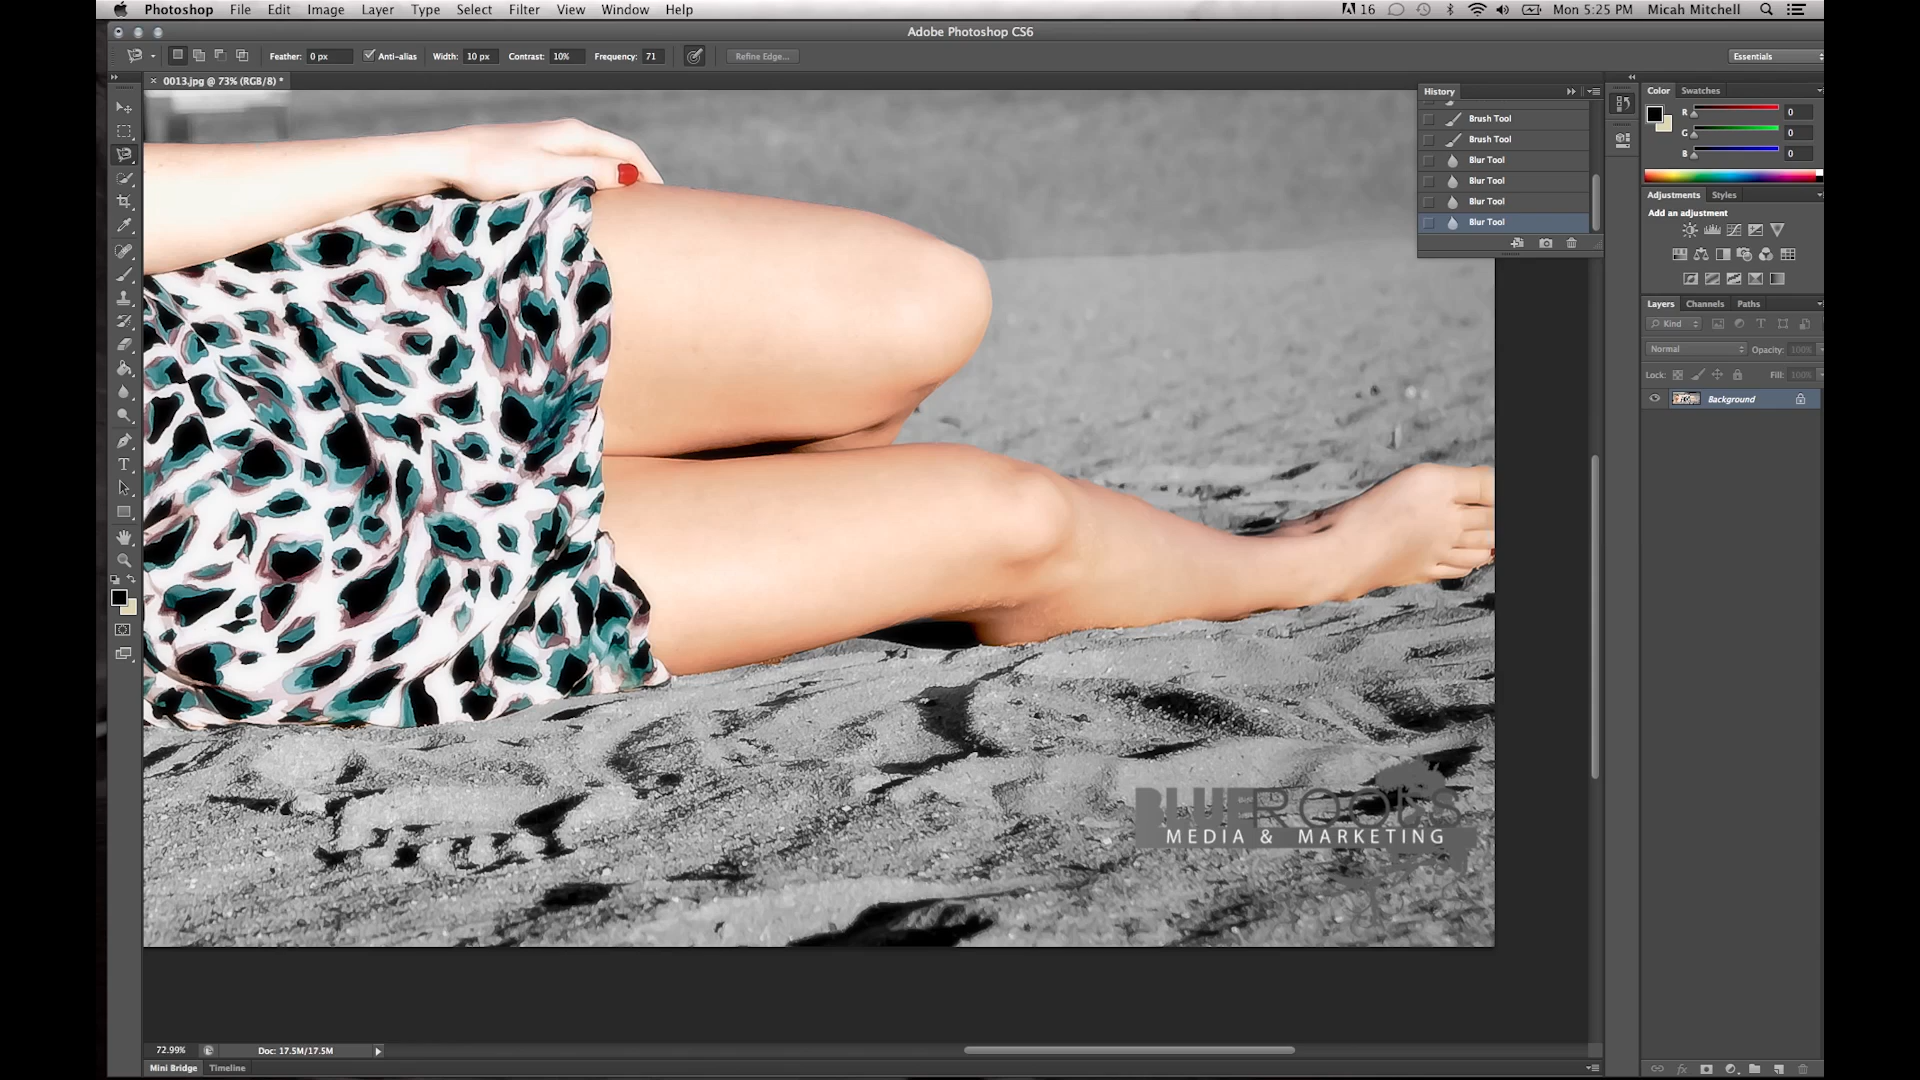 Photoshop File Edit Image Layer Type Select Filter View Window Help 16 Mon 5:25 PM Micah Mitchell
Adobe Photoshop CS6
Feather: 0 px Anti-alias Width: 10 px Contrast: 10% Frequency: 71 Refine Edge... Essentials
× 0013.jpg @ 73% (RGB/8) *
History
Brush Tool
Brush Tool
Blur Tool
Blur Tool
Blur Tool
Blur Tool
Color Swatches
R 0
G 0
B 0
Adjustments Styles
Add an adjustment
Layers Channels Paths
Kind
Normal Opacity: 100%
Lock: Fill: 100%
Background
BLUEROOTS
MEDIA & MARKETING
72.99% Doc: 17.5M/17.5M
Mini Bridge Timeline